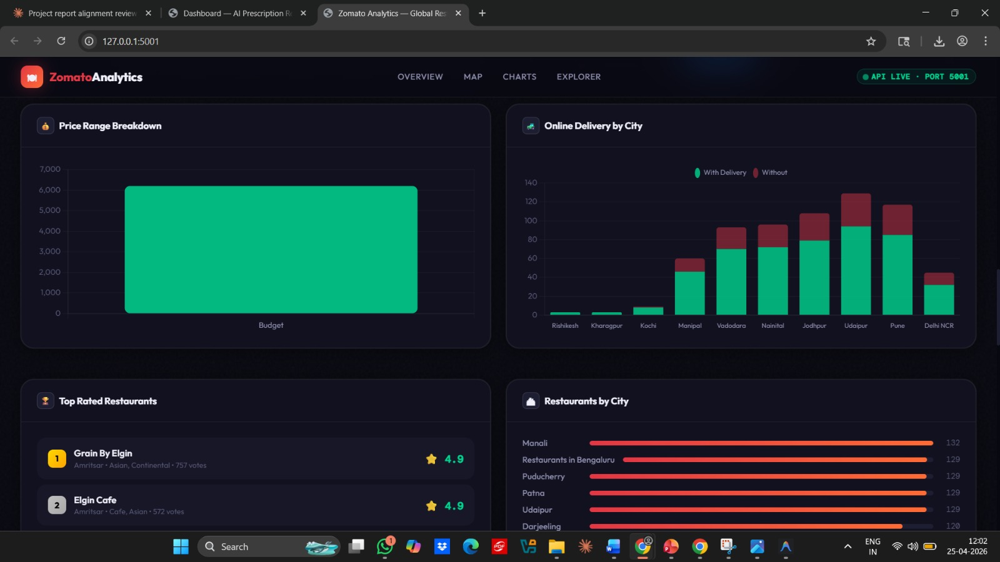 Project report alignment review
Dashboard — AI Prescription R
Zomato Analytics — Global Res
127.0.0.1:5001
ZomatoAnalytics
OVERVIEW
MAP
CHARTS
EXPLORER
API LIVE · PORT 5001
Price Range Breakdown
7,000
6,000
5,000
4,000
3,000
2,000
1,000
0
Budget
Online Delivery by City
With Delivery
Without
140
120
100
80
60
40
20
0
Rishikesh
Kharagpur
Kochi
Manipal
Vadodara
Nainital
Jodhpur
Udaipur
Pune
Delhi NCR
Top Rated Restaurants
1
Grain By Elgin
Amritsar • Asian, Continental • 757 votes
4.9
2
Elgin Cafe
Amritsar • Cafe, Asian • 572 votes
4.9
Restaurants by City
Manali 132
Restaurants in Bengaluru 129
Puducherry 129
Patna 129
Udaipur 129
Darjeeling 120
Search
1
PDF
W
P
ENG
IN
12:02
25-04-2026